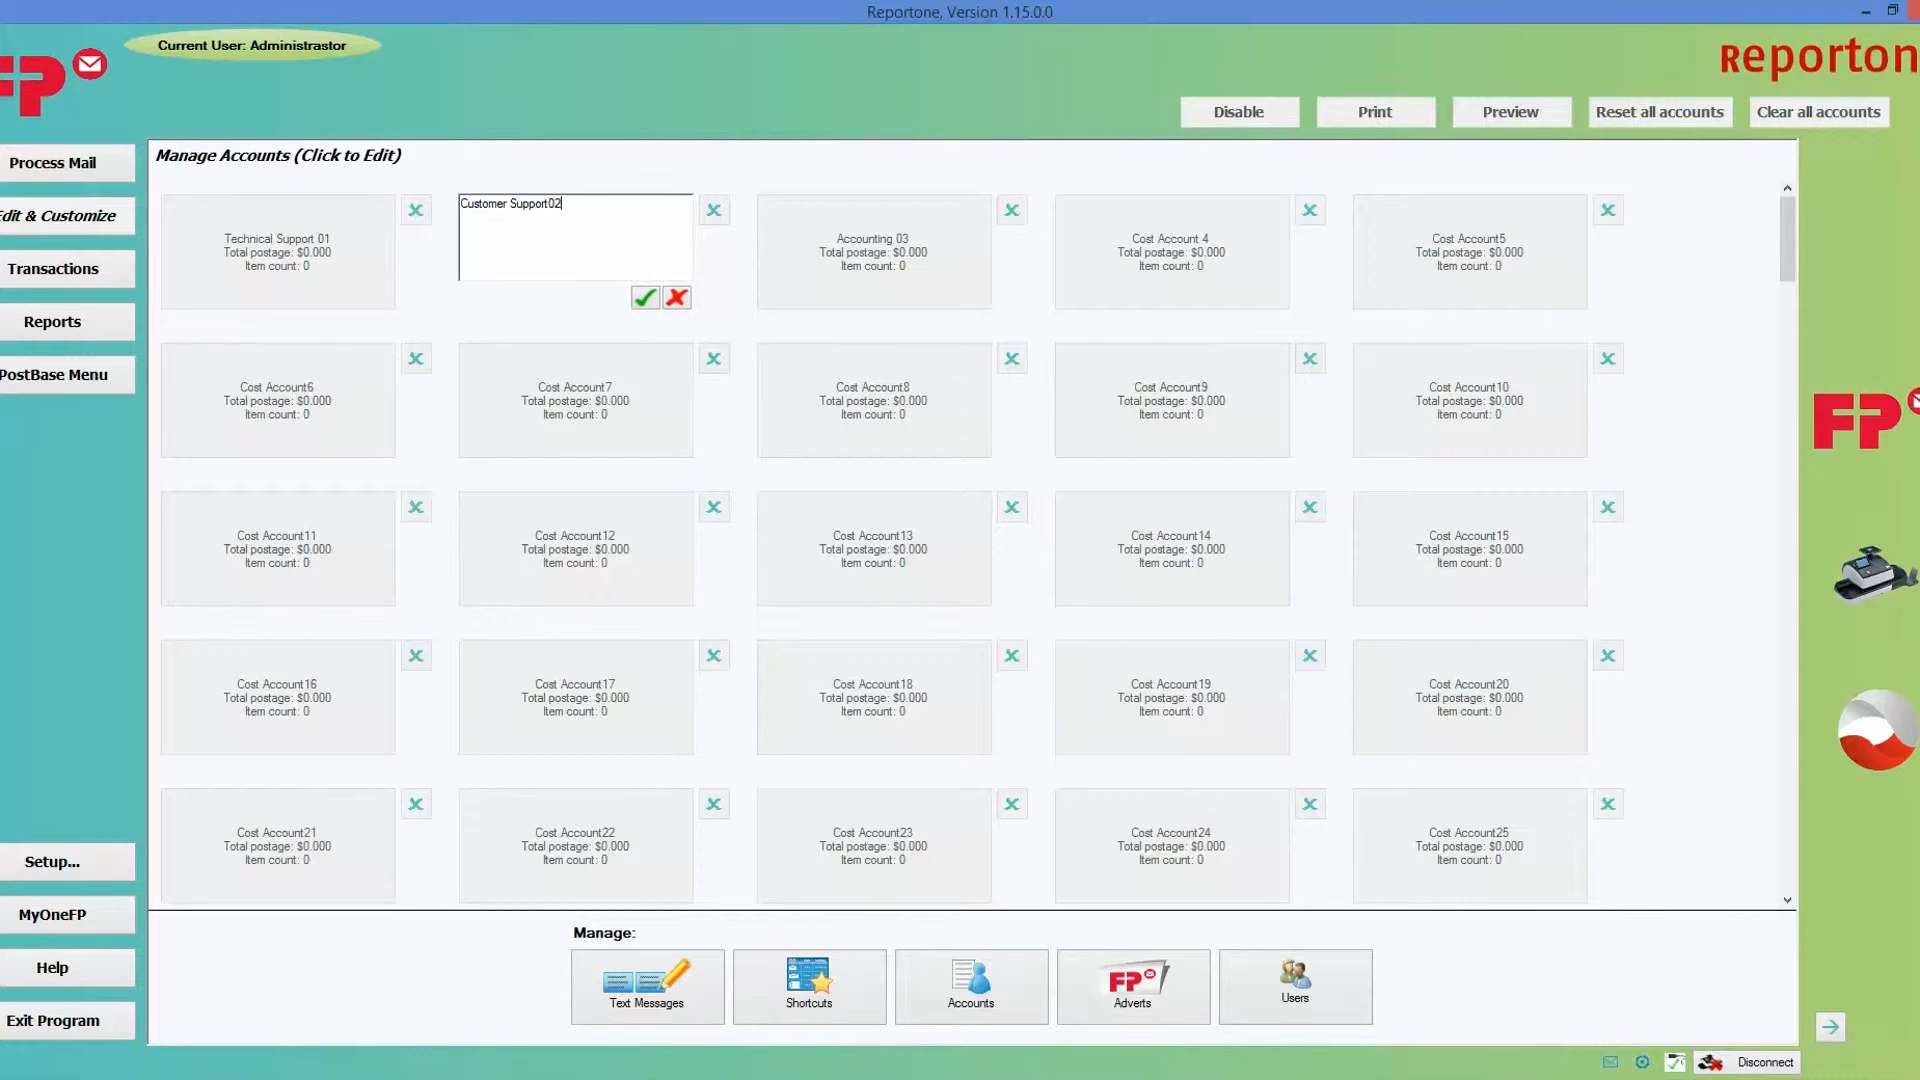 Reportone, Version 1.15.0.0
Current User: Administrastor
FP
Reporton
Disable
Print
Preview
Reset all accounts
Clear all accounts
Process Mail
Edit & Customize
Transactions
Reports
PostBase Menu
Setup...
MyOneFP
Help
Exit Program
Manage Accounts (Click to Edit)
Technical Support 01
Total postage: $0.000
Item count: 0
Customer Support02
Accounting 03
Total postage: $0.000
Item count: 0
Cost Account 4
Total postage: $0.000
Item count: 0
Cost Account5
Total postage: $0.000
Item count: 0
Cost Account6
Total postage: $0.000
Item count: 0
Cost Account7
Total postage: $0.000
Item count: 0
Cost Account8
Total postage: $0.000
Item count: 0
Cost Account9
Total postage: $0.000
Item count: 0
Cost Account10
Total postage: $0.000
Item count: 0
Cost Account11
Total postage: $0.000
Item count: 0
Cost Account12
Total postage: $0.000
Item count: 0
Cost Account13
Total postage: $0.000
Item count: 0
Cost Account14
Total postage: $0.000
Item count: 0
Cost Account15
Total postage: $0.000
Item count: 0
Cost Account16
Total postage: $0.000
Item count: 0
Cost Account17
Total postage: $0.000
Item count: 0
Cost Account18
Total postage: $0.000
Item count: 0
Cost Account19
Total postage: $0.000
Item count: 0
Cost Account20
Total postage: $0.000
Item count: 0
Cost Account21
Total postage: $0.000
Item count: 0
Cost Account22
Total postage: $0.000
Item count: 0
Cost Account23
Total postage: $0.000
Item count: 0
Cost Account24
Total postage: $0.000
Item count: 0
Cost Account25
Total postage: $0.000
Item count: 0
FP
Manage:
Text Messages
Shortcuts
Accounts
FP
Adverts
Users
Disconnect